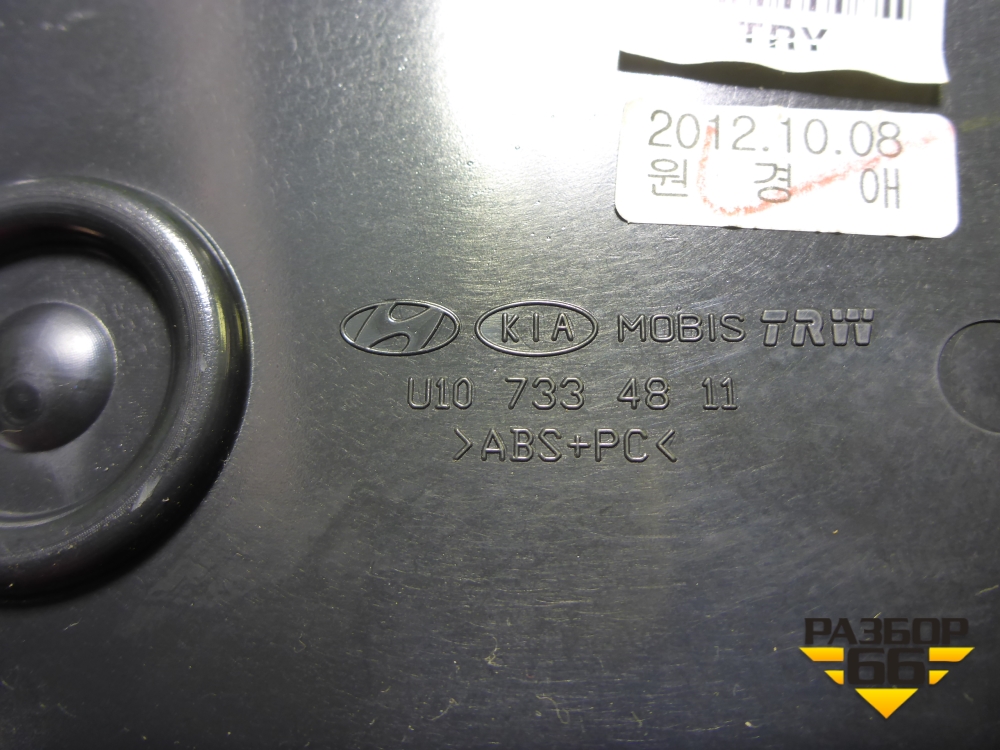 TRY
2012.10.08
원 경 애
KIA MOBIS TRW
U10 733 48 11
>ABS+PC<
РАЗБОР
66